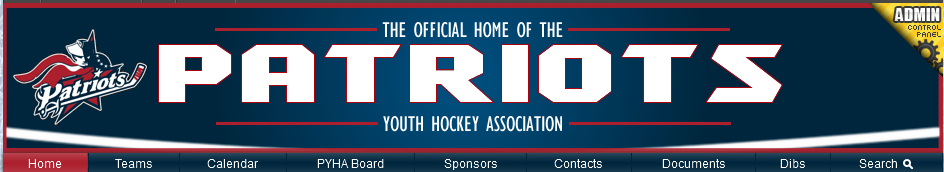 THE OFFICIAL HOME OF THE
PATRIOTS
YOUTH HOCKEY ASSOCIATION
Patriots
ADMIN
CONTROL
PANEL
Home Teams Calendar PYHA Board Sponsors Contacts Documents Dibs Search